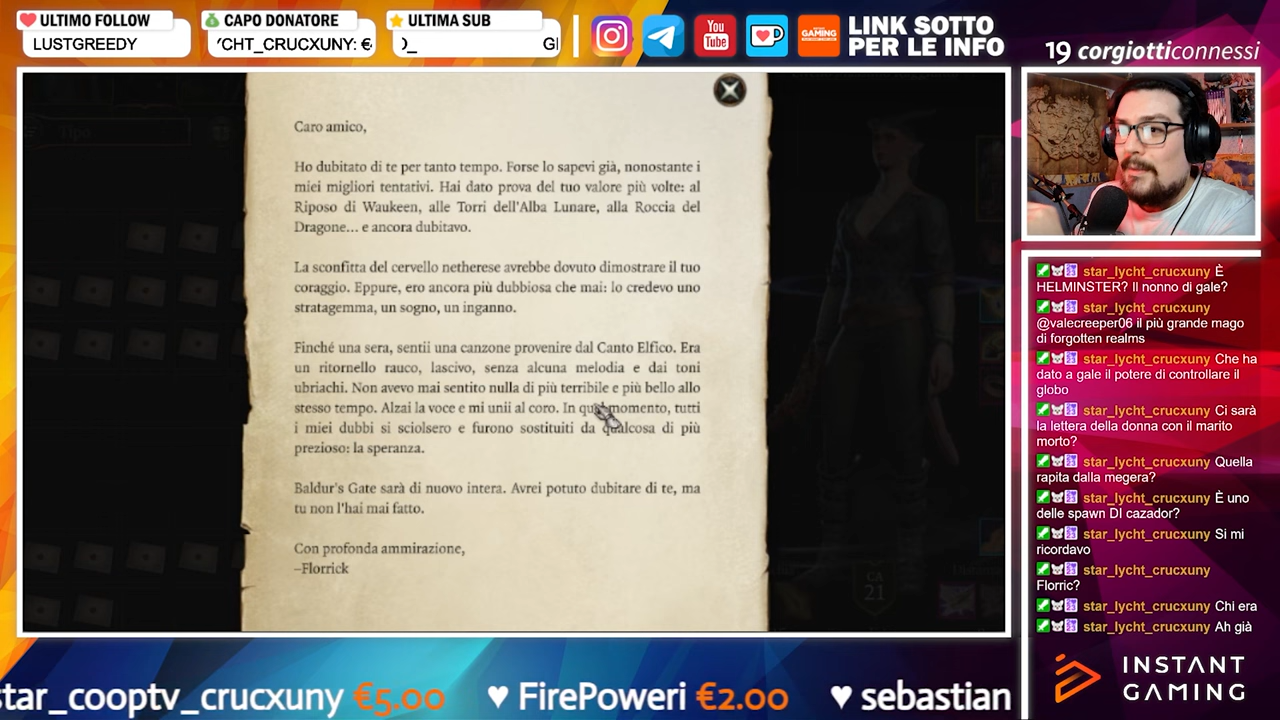 ULTIMO FOLLOW
LUSTGREEDY
CAPO DONATORE
YCHT_CRUCXUNY: €
ULTIMA SUB
You
Tube
GAMING
LINK SOTTO
PER LE INFO
19 corgiotticonnessi
Tipo
Caro amico,
Ho dubitato di te per tanto tempo. Forse lo sapevi già, nonostante i
miei migliori tentativi. Hai dato prova del tuo valore più volte: al
Riposo di Waukeen, alle Torri dell'Alba Lunare, alla Roccia del
Dragone... e ancora dubitavo.
La sconfitta del cervello netherese avrebbe dovuto dimostrare il tuo
coraggio. Eppure, ero ancora più dubbiosa che mai: lo credevo uno
stratagemma, un sogno, un inganno.
Finché una sera, sentii una canzone provenire dal Canto Elfico. Era
un ritornello rauco, lascivo, senza alcuna melodia e dai toni
ubriachi. Non avevo mai sentito nulla di più terribile e più bello allo
stesso tempo. Alzai la voce e mi unii al coro. In quel momento, tutti
i miei dubbi si sciolsero e furono sostituiti da qualcosa di più
prezioso: la speranza.
Baldur's Gate sarà di nuovo intera. Avrei potuto dubitare di te, ma
tu non l'hai mai fatto.
Con profonda ammirazione,
–Florrick
CA
21
star_lycht_crucxuny È
HELMINSTER? Il nonno di gale?
star_lycht_crucxuny
@valecreeper06 il più grande mago
di forgotten realms
star_lycht_crucxuny Che ha
dato a gale il potere di controllare il
globo
star_lycht_crucxuny Ci sarà
la lettera della donna con il marito
morto?
star_lycht_crucxuny Quella
rapita dalla megera?
star_lycht_crucxuny È uno
delle spawn DI cazador?
star_lycht_crucxuny Si mi
ricordavo
star_lycht_crucxuny
Florric?
star_lycht_crucxuny Chi era
star_lycht_crucxuny Ah già
INSTANT
GAMING
star_cooptv_crucxuny €5.00 ♥ FirePoweri €2.00 ♥ sebastian